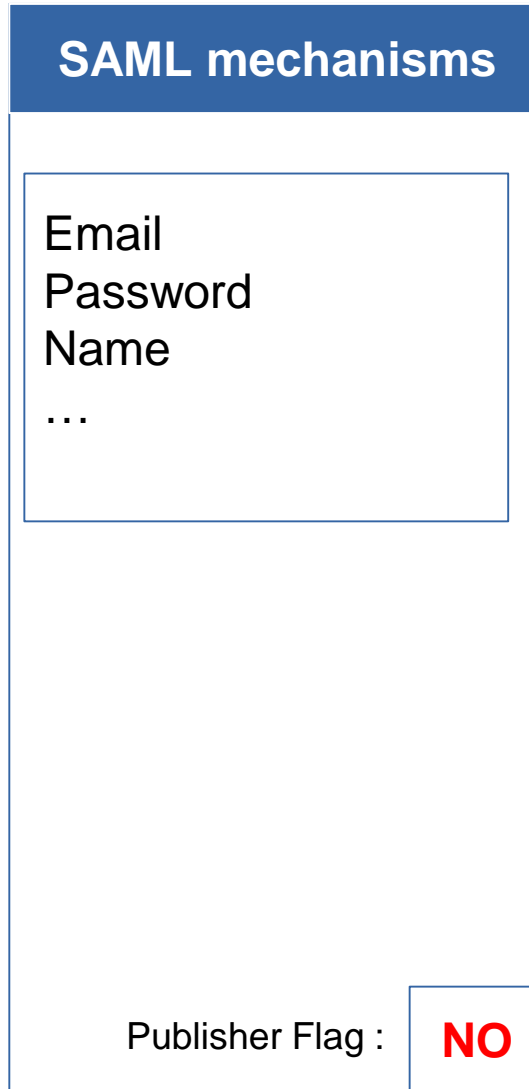 SAML mechanisms
Email
Password
Name
…
Publisher Flag : NO